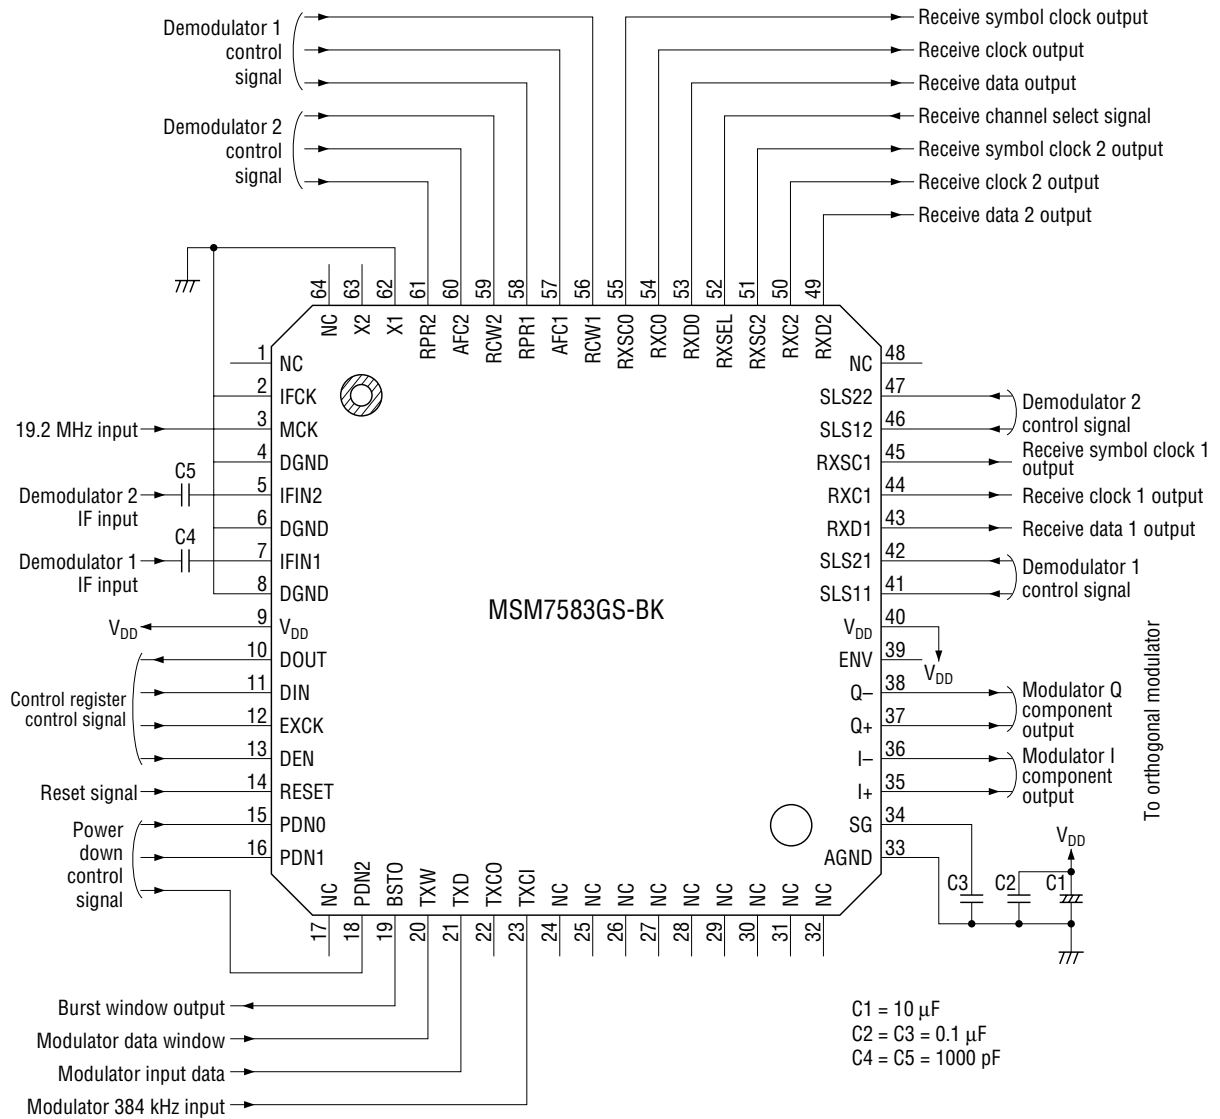 Demodulator 1
control
signal
Demodulator 2
control
signal
Receive symbol clock output
Receive clock output
Receive data output
Receive channel select signal
Receive symbol clock 2 output
Receive clock 2 output
Receive data 2 output
64
63
62
61
60
59
58
57
56
55
54
53
52
51
50
49
NC
X2
X1
RPR2
AFC2
RCW2
RPR1
AFC1
RCW1
RXSC0
RXC0
RXD0
RXSEL
RXSC2
RXC2
RXD2
1 NC
2 IFCK
19.2 MHz input 3 MCK
4 DGND
C5
Demodulator 2
IF input
5 IFIN2
6 DGND
C4
Demodulator 1
IF input
7 IFIN1
8 DGND
VDD 9 VDD
10 DOUT
Control register
control signal
11 DIN
12 EXCK
13 DEN
Reset signal 14 RESET
Power
down
control
signal
15 PDN0
16 PDN1
MSM7583GS-BK
NC 48
SLS22 47
SLS12 46
Demodulator 2
control signal
RXSC1 45
Receive symbol clock 1
output
RXC1 44 Receive clock 1 output
RXD1 43 Receive data 1 output
SLS21 42
SLS11 41
Demodulator 1
control signal
VDD 40
VDD
ENV 39
Q– 38
Q+ 37
Modulator Q
component
output
I– 36
I+ 35
Modulator I
component
output
To orthogonal modulator
SG 34
AGND 33
VDD
C3
C2
C1
NC
PDN2
BSTO
TXW
TXD
TXCO
TXCI
NC
NC
NC
NC
NC
NC
NC
NC
NC
17
18
19
20
21
22
23
24
25
26
27
28
29
30
31
32
Burst window output
Modulator data window
Modulator input data
Modulator 384 kHz input
C1 = 10 µF
C2 = C3 = 0.1 µF
C4 = C5 = 1000 pF